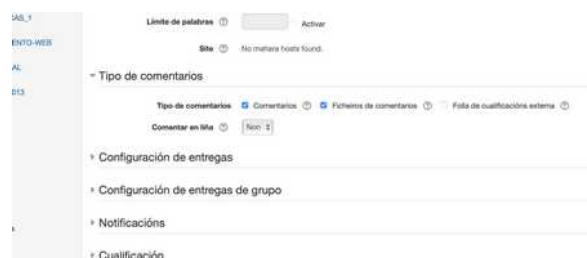 Límite de palabras Activar
Site No mahara hosts found.
ENTO-WEB
AL
Tipo de comentarios
013
Tipo de comentarios Comentarios Ficheiros de comentarios Folla de cualificacións externa
Comentar en liña Non
Configuración de entregas
Configuración de entregas de grupo
Notificacións
Cualificación